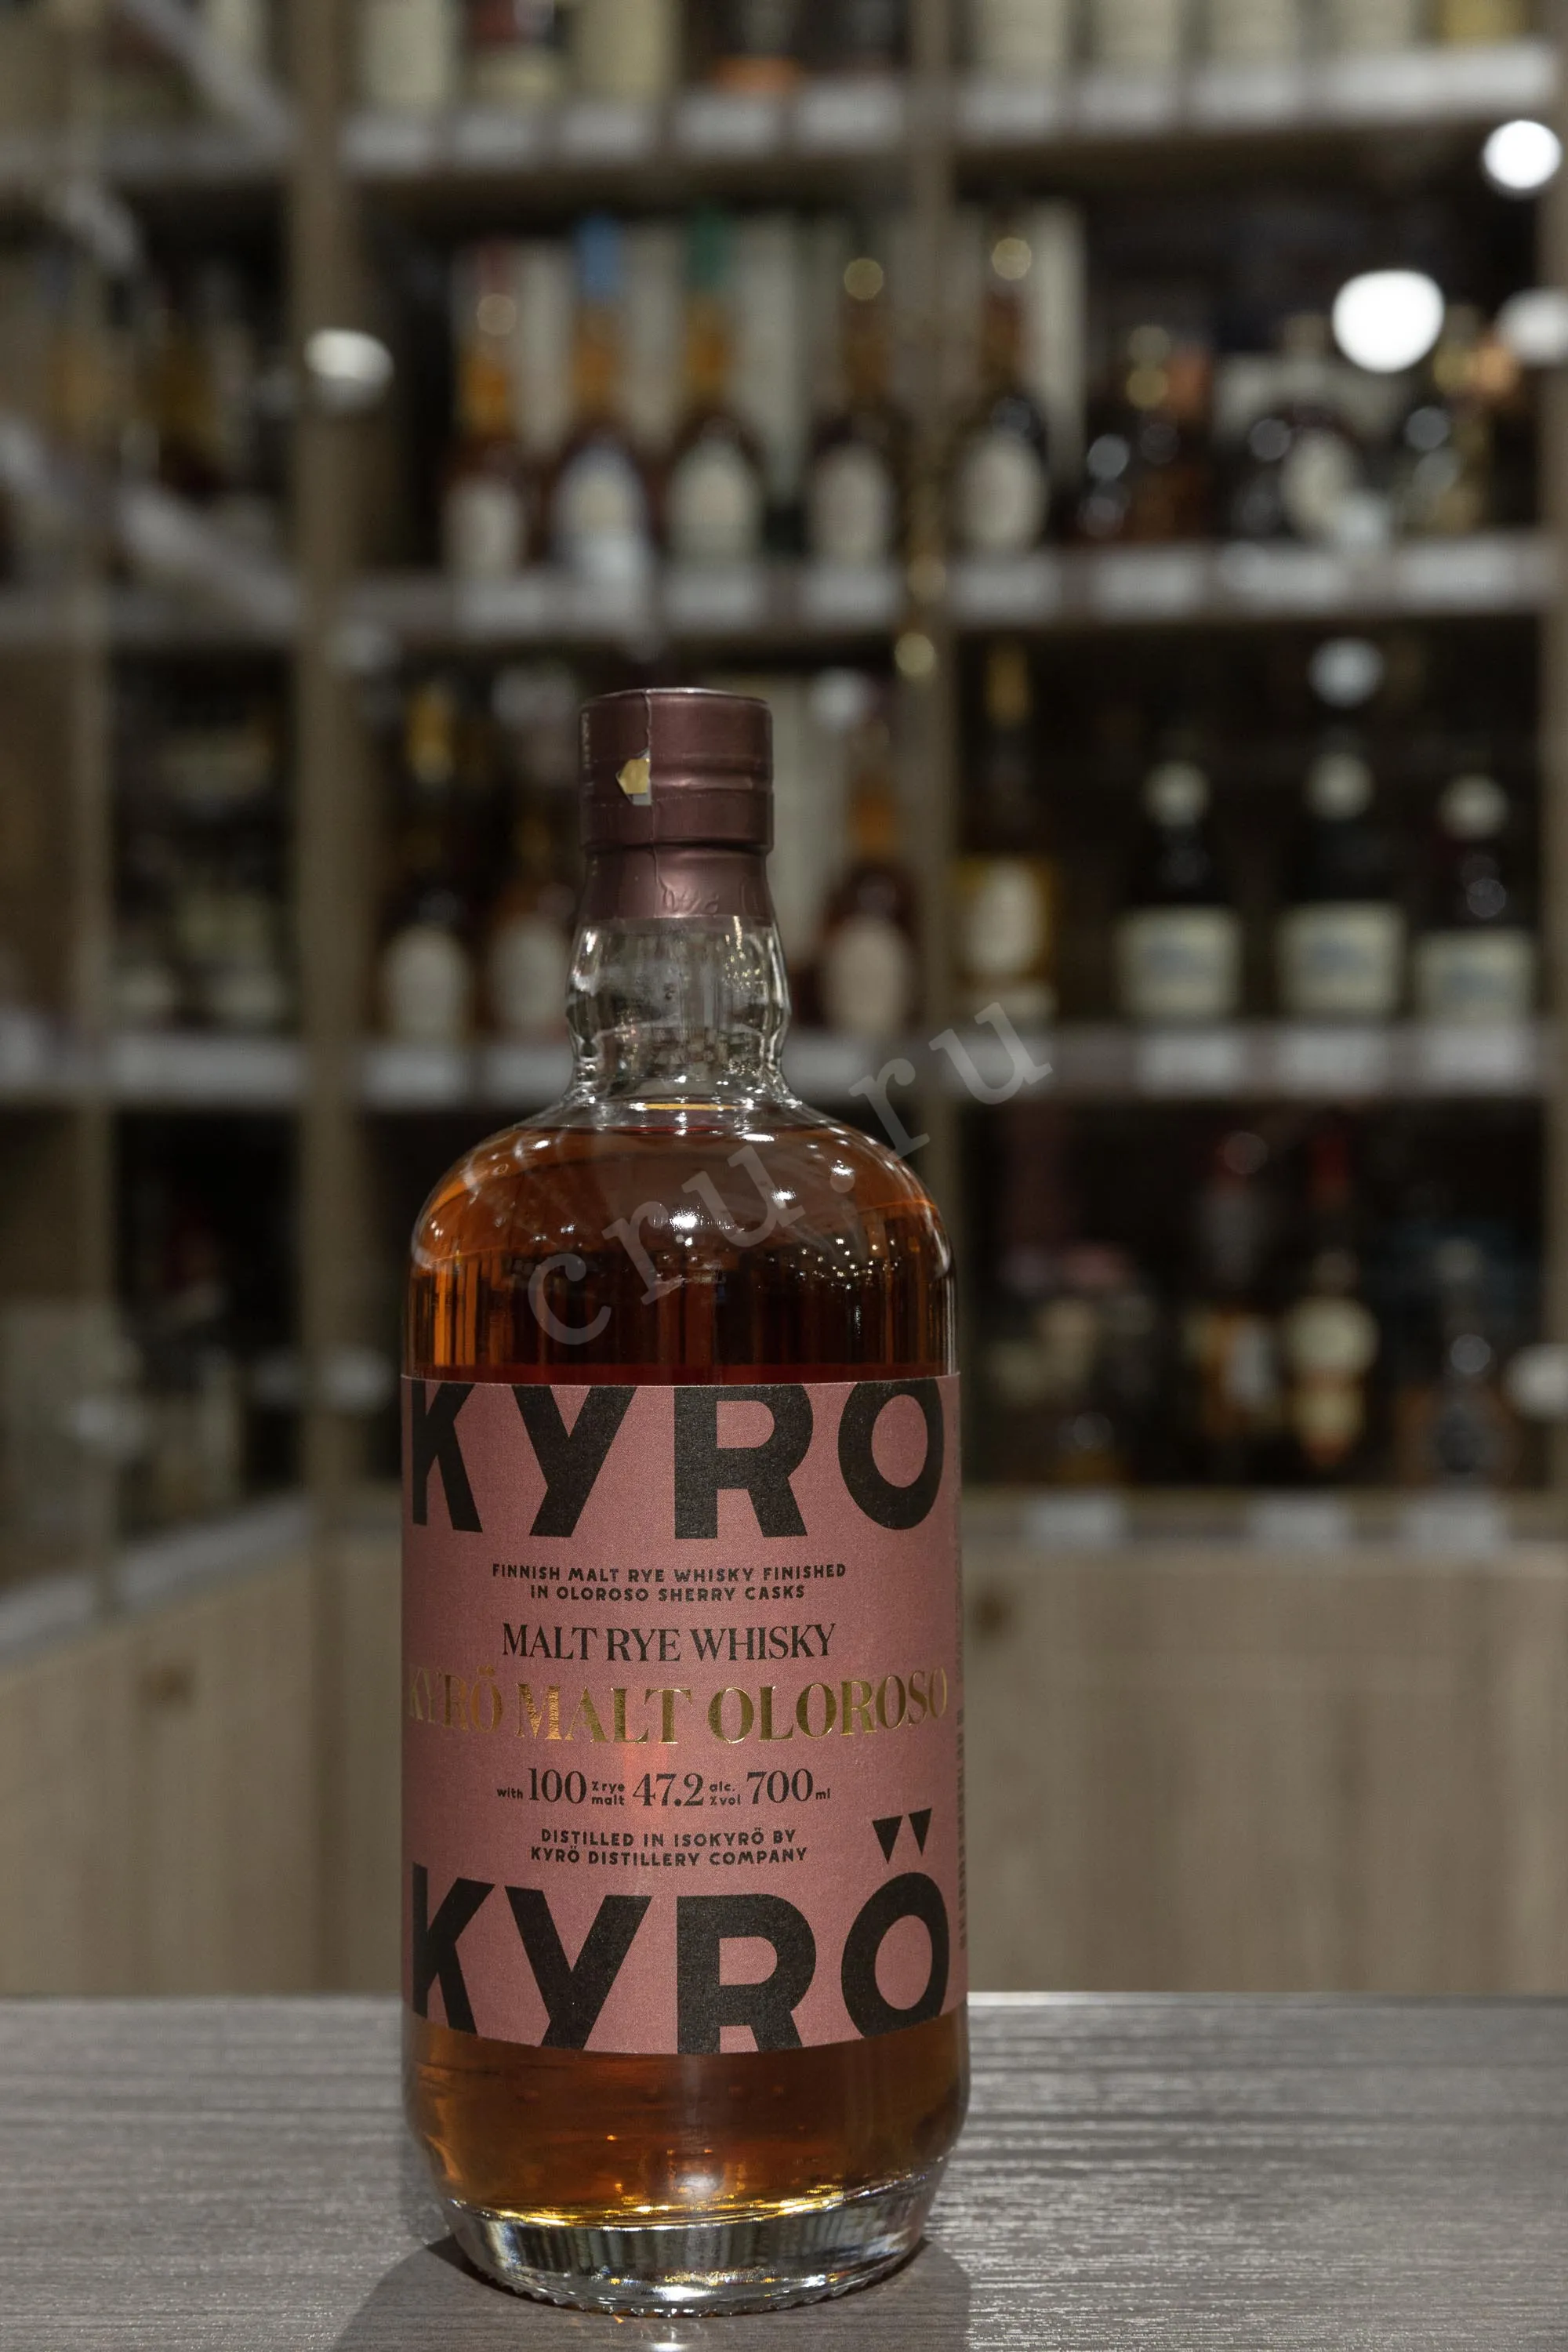 cru.ru
KYRÖ
FINNISH MALT RYE WHISKY FINISHED
IN OLOROSO SHERRY CASKS
MALT RYE WHISKY
KYRÖ MALT OLOROSO
with 100 % rye malt 47.2 alc. % vol 700 ml
DISTILLED IN ISOKYRÖ BY
KYRÖ DISTILLERY COMPANY
KYRÖ